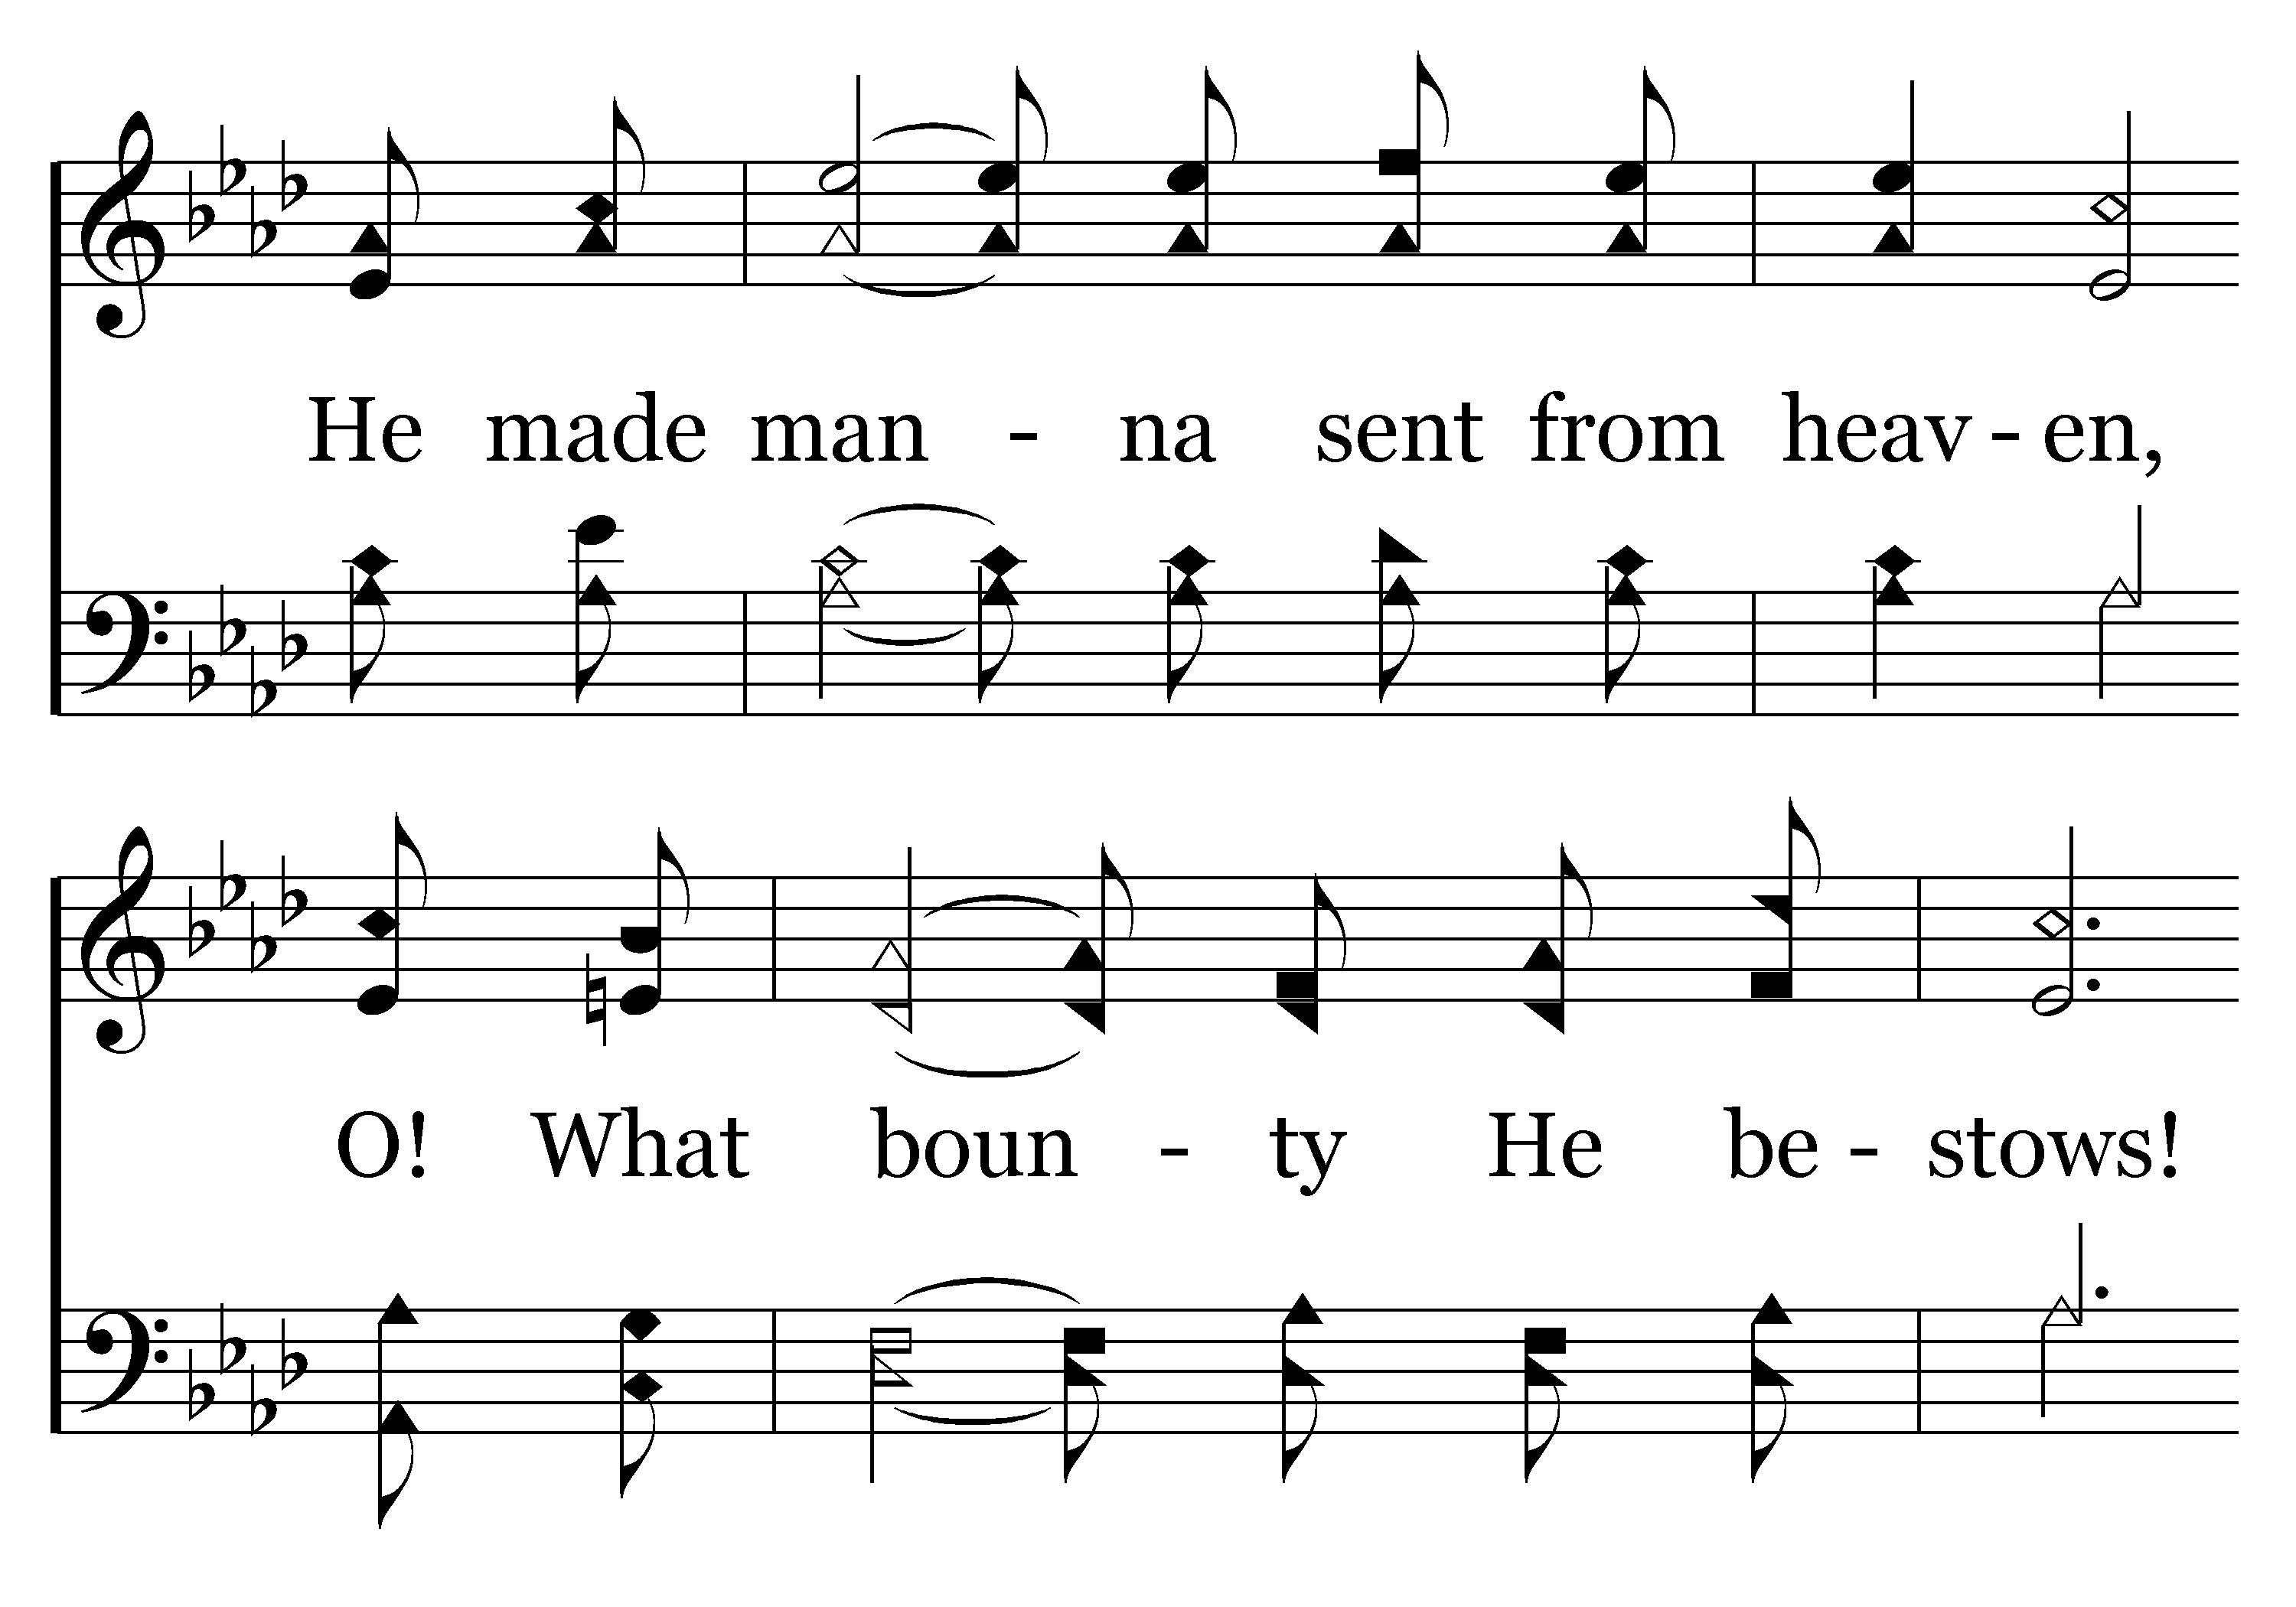 He made man - na sent from heav - en,
O! What boun - ty He be - stows!